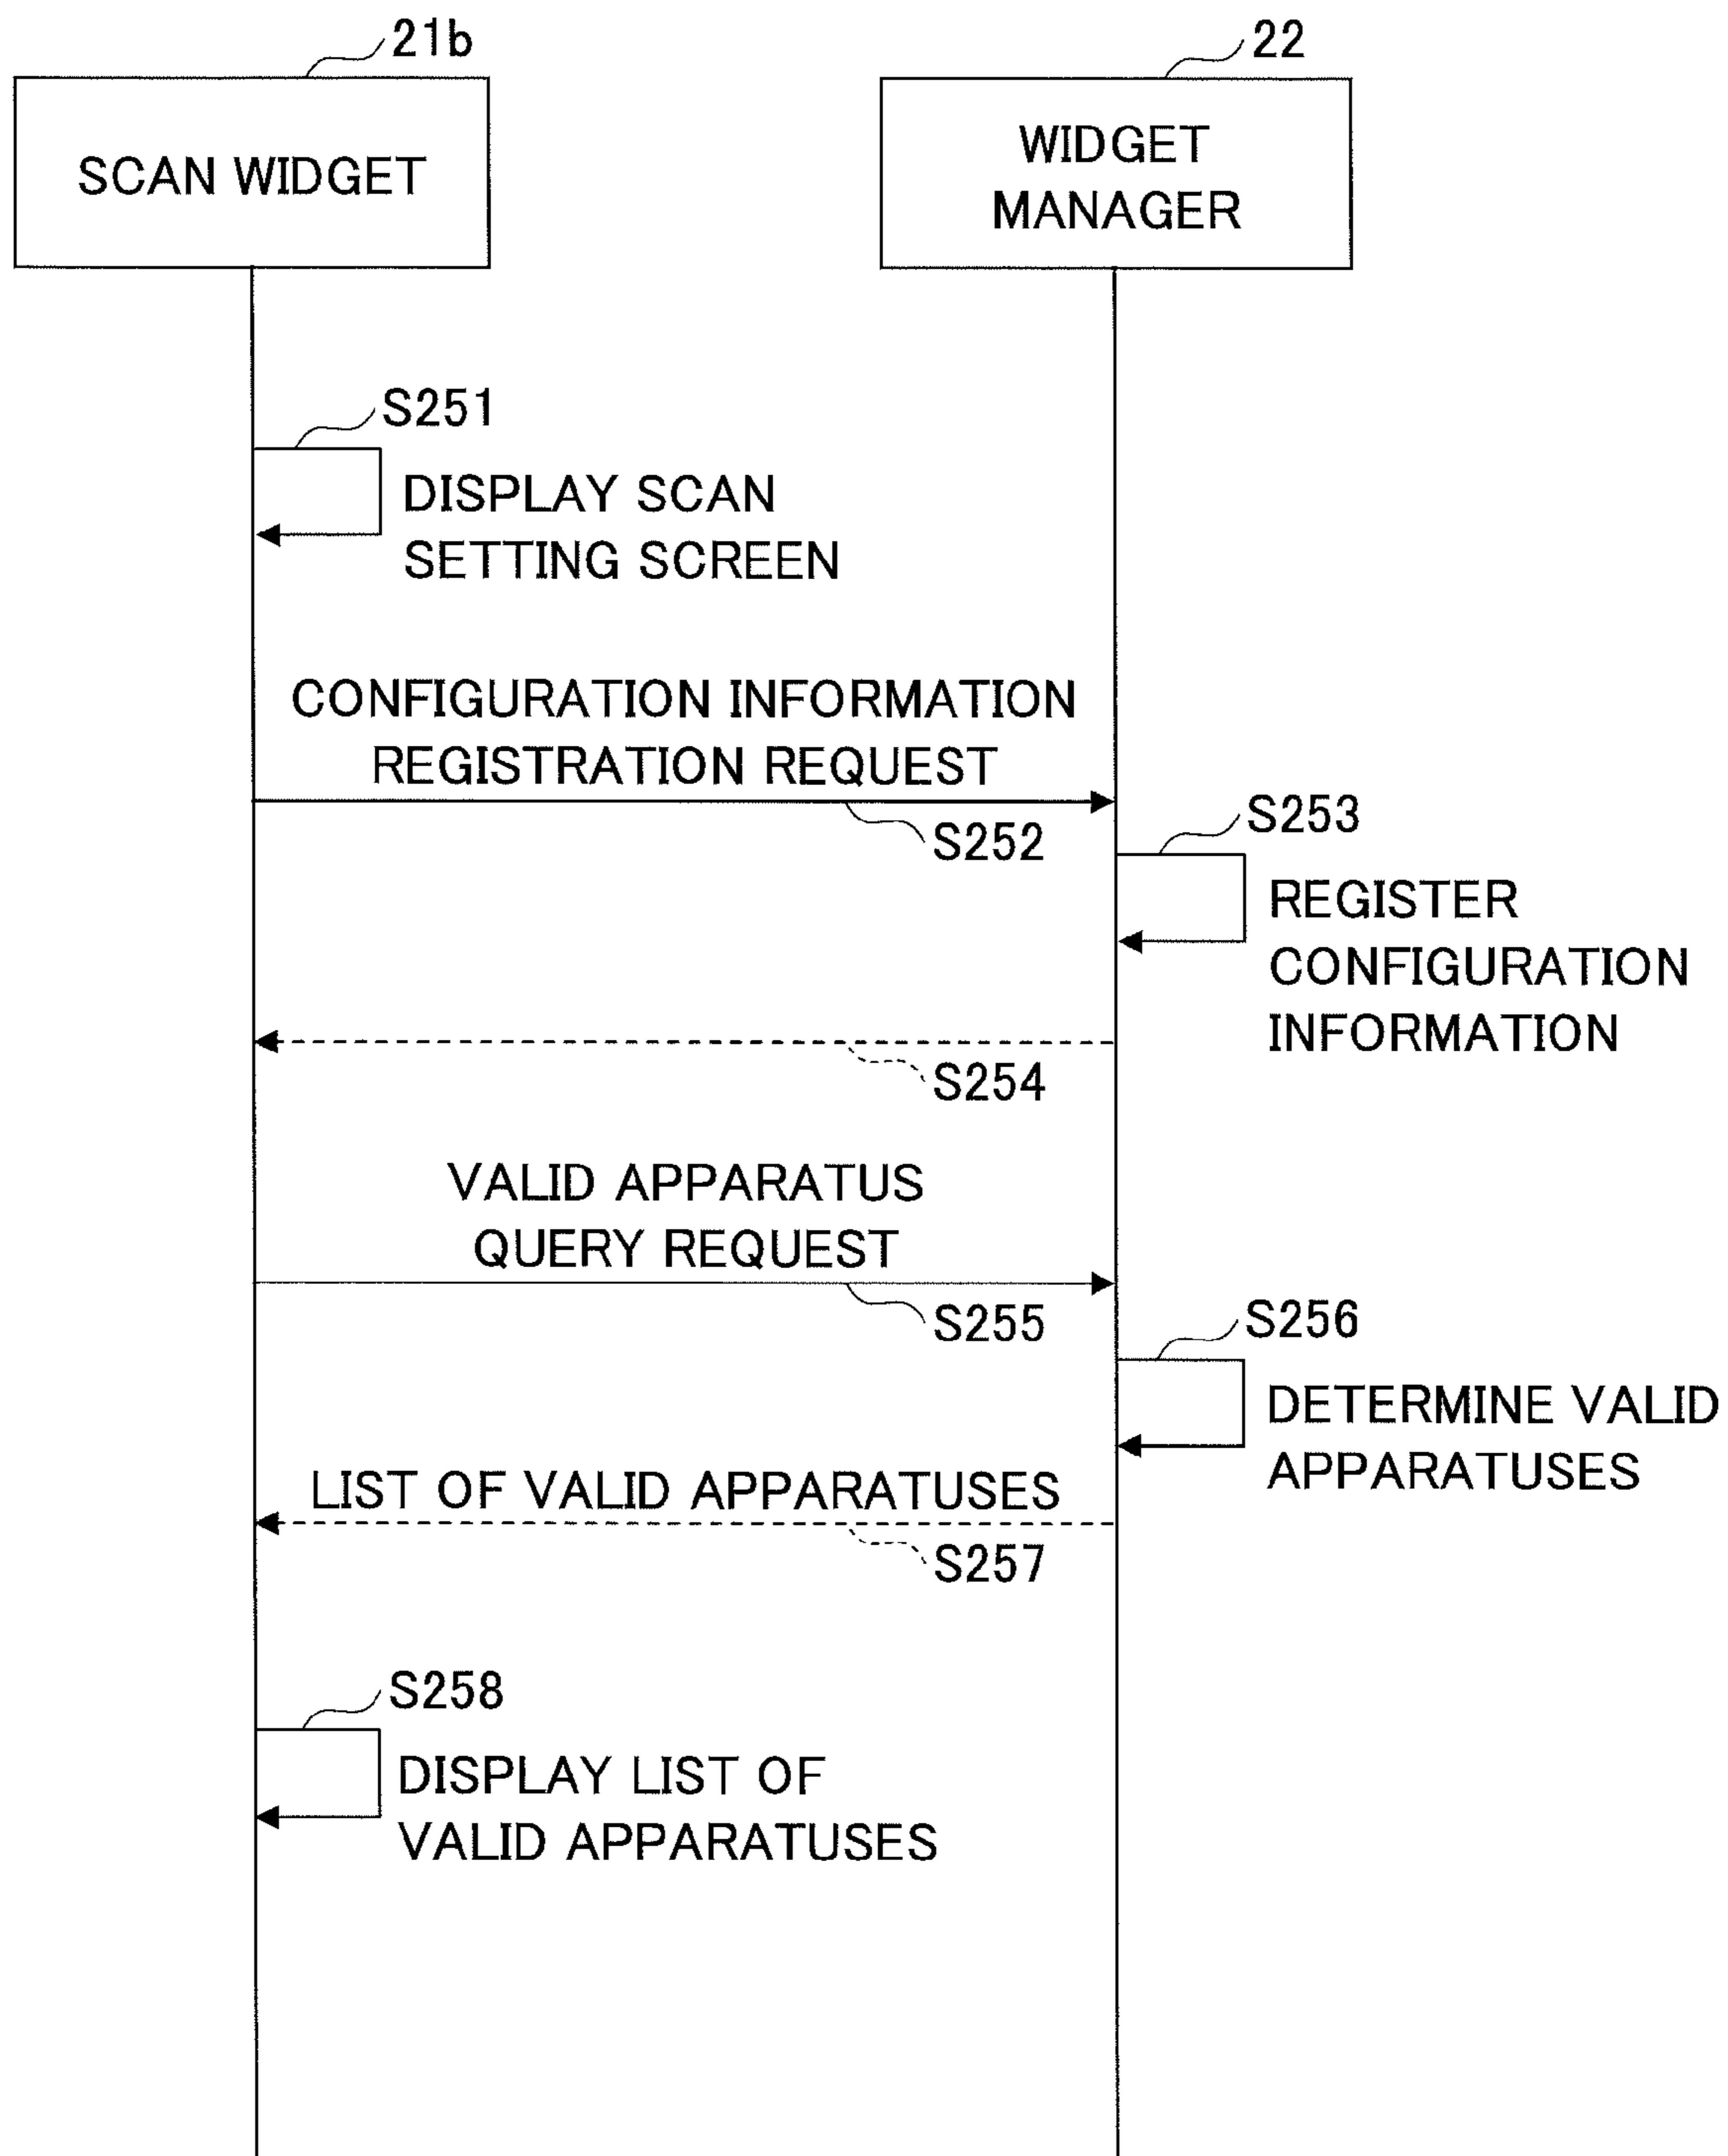 21b
22
SCAN WIDGET
WIDGET
MANAGER
S251
DISPLAY SCAN
SETTING SCREEN
CONFIGURATION INFORMATION
REGISTRATION REQUEST
S252
S253
REGISTER
CONFIGURATION
INFORMATION
S254
VALID APPARATUS
QUERY REQUEST
S255
S256
DETERMINE VALID
APPARATUSES
LIST OF VALID APPARATUSES
S257
S258
DISPLAY LIST OF
VALID APPARATUSES